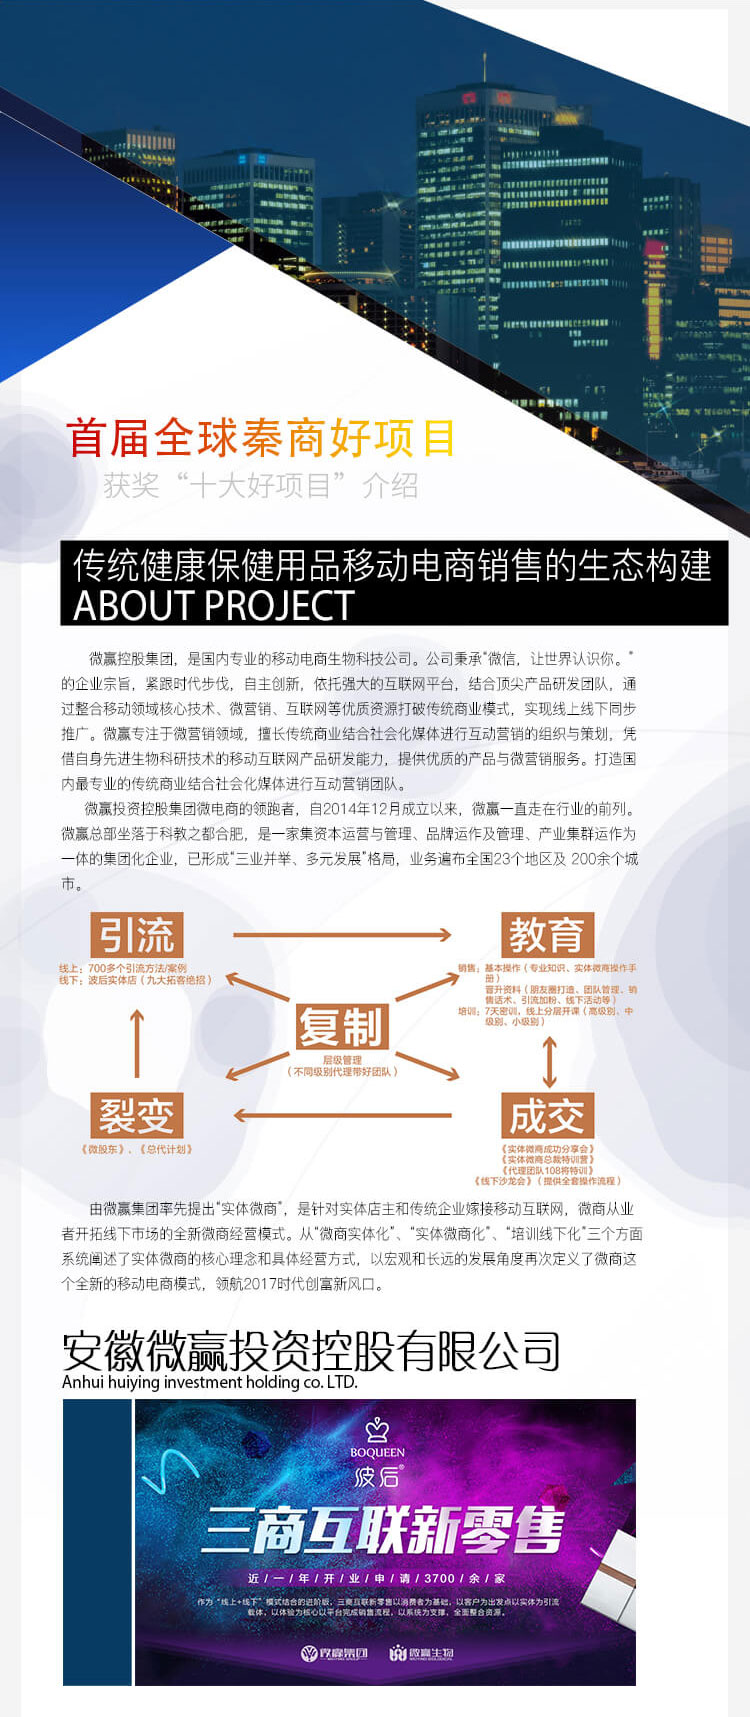 首届全球秦商好项目
获奖“十大好项目”介绍
传统健康保健用品移动电商销售的生态构建
ABOUT PROJECT
微赢控股集团，是国内专业的移动电商生物科技公司。公司秉承“微信，让世界认识你。”
的企业宗旨，紧跟时代步伐，自主创新，依托强大的互联网平台，结合顶尖产品研发团队，通
过整合移动领域核心技术、微营销、互联网等优质资源打破传统商业模式，实现线上线下同步
推广。微赢专注于微营销领域，擅长传统商业结合社会化媒体进行互动营销的组织与策划，凭
借自身先进生物科研技术的移动互联网产品研发能力，提供优质的产品与微营销服务。打造国
内最专业的传统商业结合社会化媒体进行互动营销团队。
微赢投资控股集团微电商的领跑者，自2014年12月成立以来，微赢一直走在行业的前列。
微赢总部坐落于科教之都合肥，是一家集资本运营与管理、品牌运作及管理、产业集群运作为
一体的集团化企业，已形成“三业并举、多元发展”格局，业务遍布全国23个地区及 200余个城
市。
引流
线上：700多个引流方法/案例
线下：波后实体店（九大拓客绝招）
教育
销售：基本操作（专业知识、实体微商操作手
册）
晋升资料（朋友圈打造、团队管理、销
售话术、引流加粉、线下活动等）
培训：7天密训，线上分层开课（高级别、中
级别、小级别）
复制
层级管理
（不同级别代理带好团队）
裂变
《微股东》、《总代计划》
成交
《实体微商成功分享会》
《实体微商总裁特训营》
《代理团队108将特训》
《线下沙龙会》（提供全套操作流程）
由微赢集团率先提出“实体微商”，是针对实体店主和传统企业嫁接移动互联网，微商从业
者开拓线下市场的全新微商经营模式。从“微商实体化”、“实体微商化”、“培训线下化”三个方面
系统阐述了实体微商的核心理念和具体经营方式，以宏观和长远的发展角度再次定义了微商这
个全新的移动电商模式，领航2017时代创富新风口。
安徽微赢投资控股有限公司
Anhui huiying investment holding co. LTD.
BOQUEEN
波后®
三商互联新零售
近/一/年/开/业/申/请/3700/余/家
作为“线上+线下”模式结合的进阶版，三商互联新零售以消费者为基础，以客户为出发点以实体为引流
载体，以体验为核心以平台完成销售流程，以系统为支撑，全面整合资源。
微赢集团
微赢生物